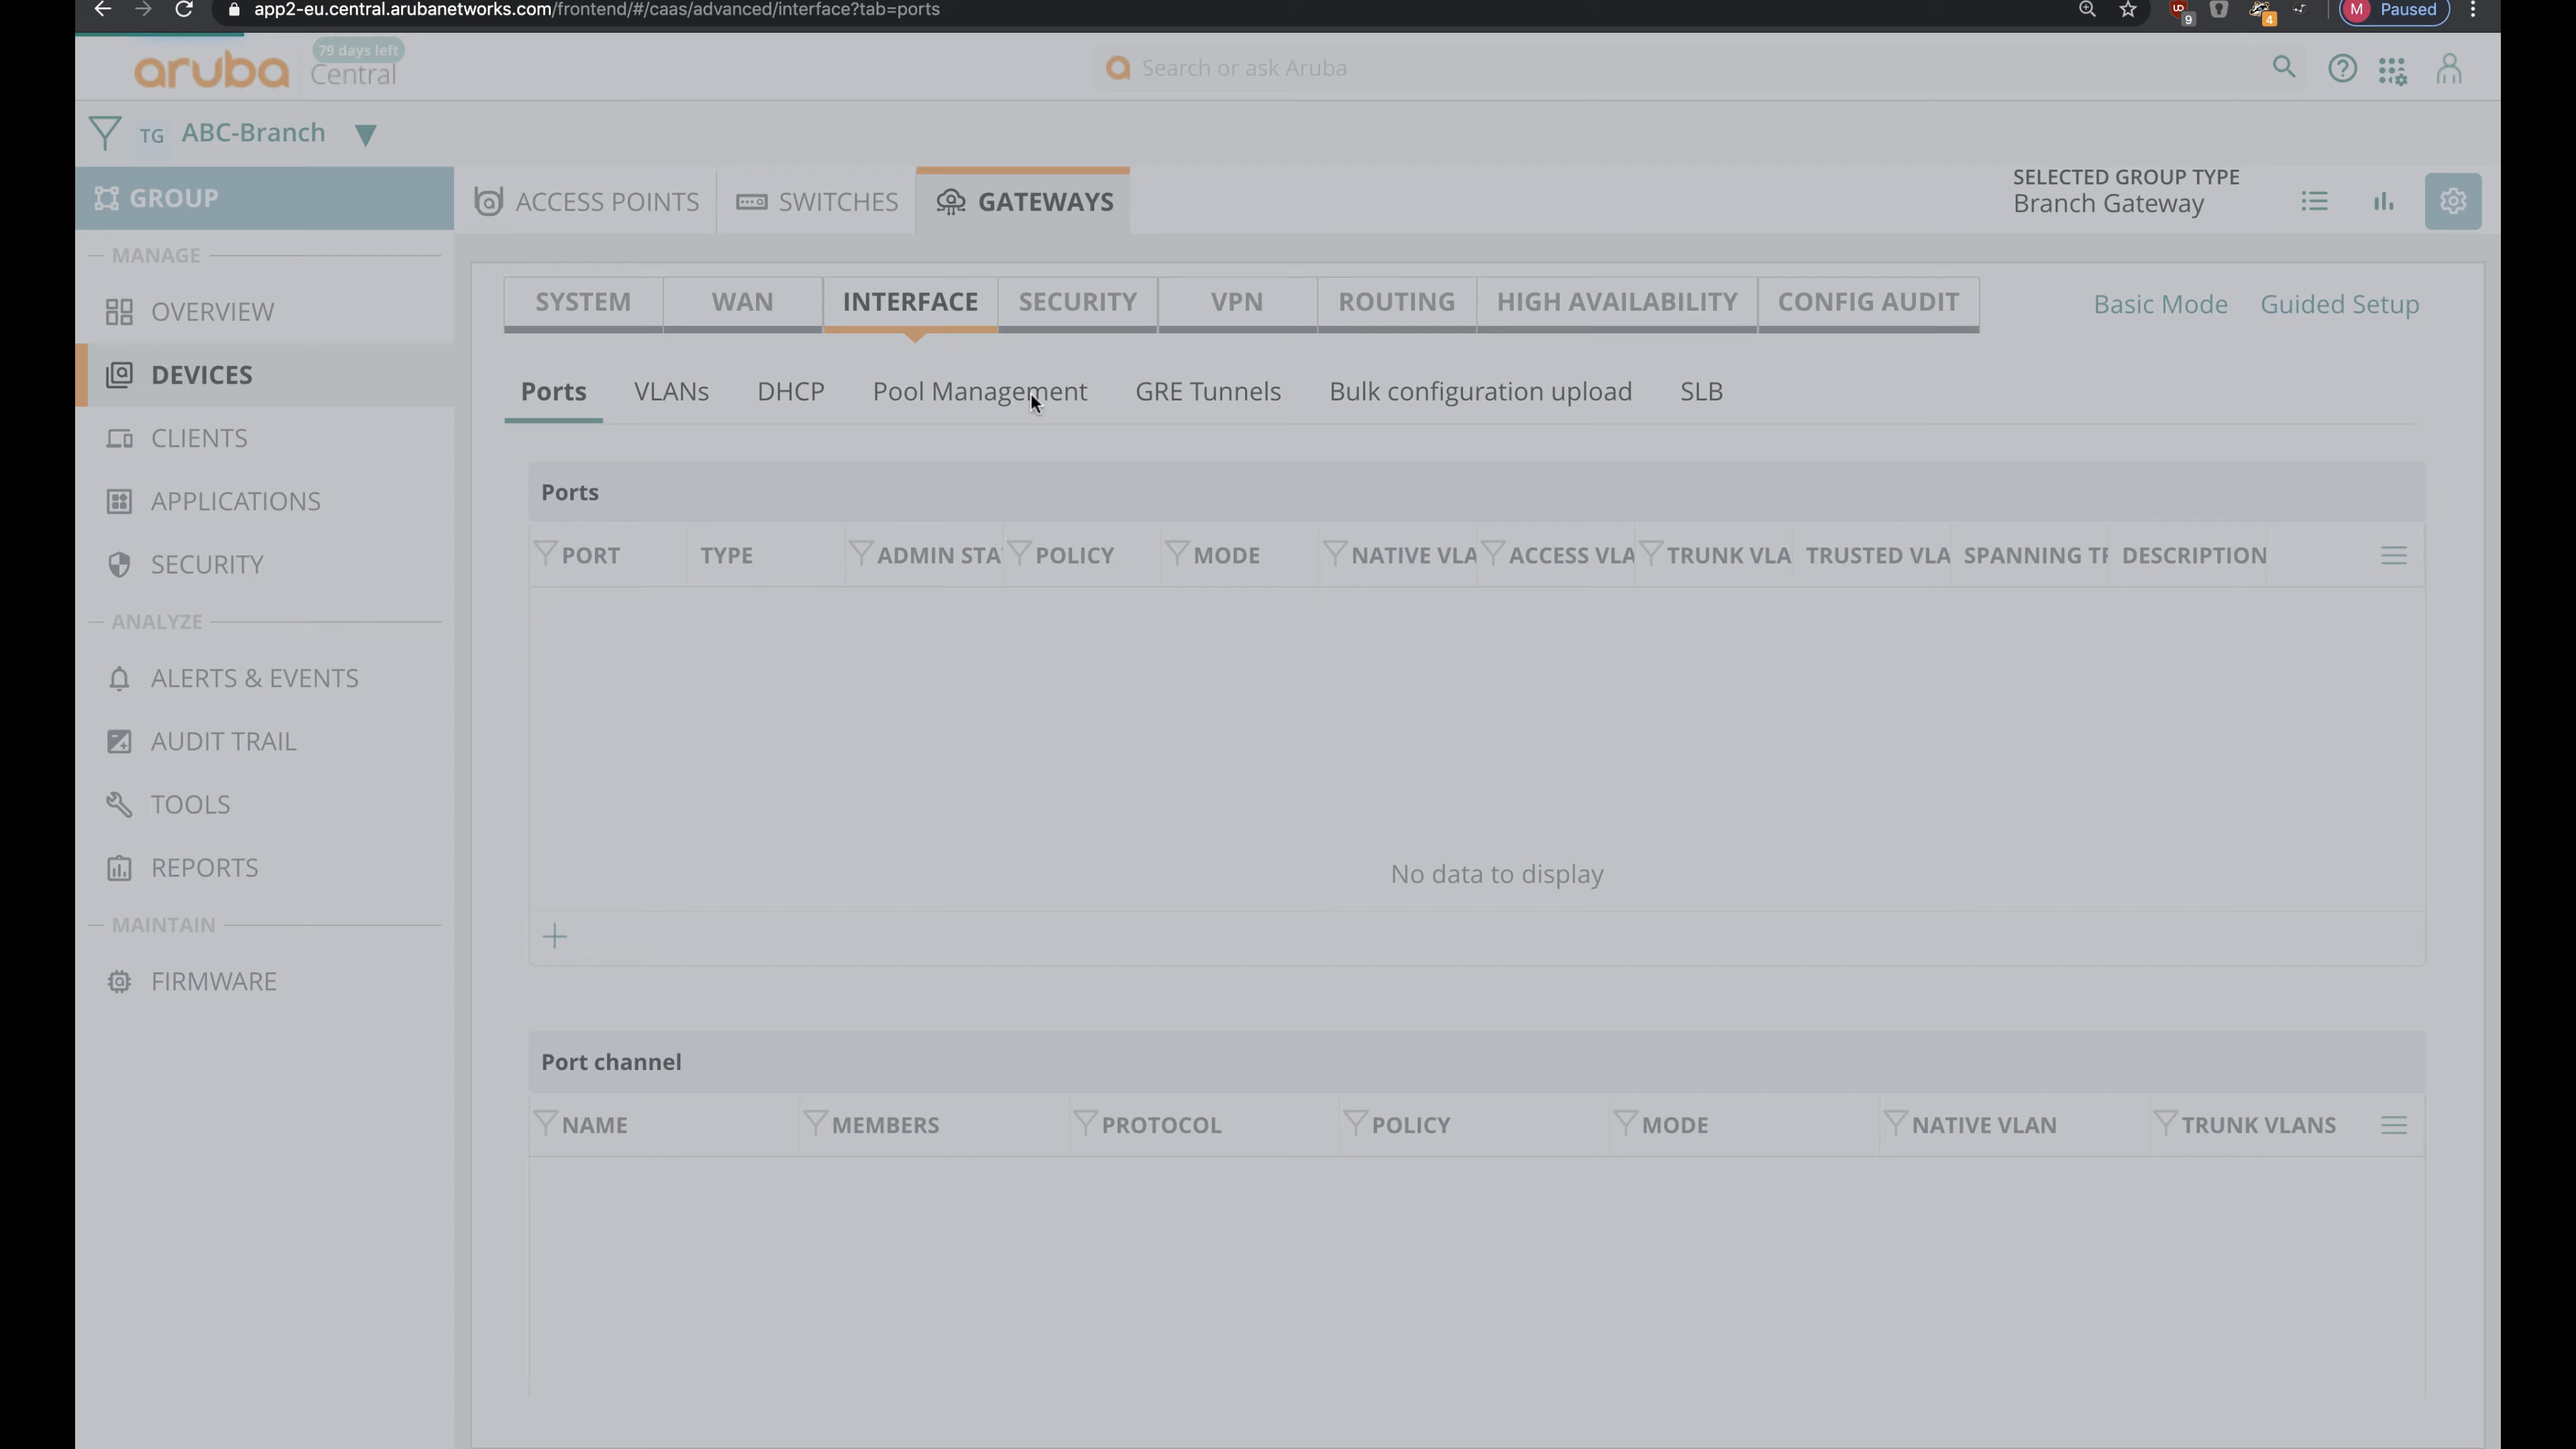 app2-eu.central.arubanetworks.com/frontend/#/caas/advanced/interface?tab=ports
9
4
M
Paused
aruba
79 days left
Central
Search or ask Aruba
TG ABC-Branch
GROUP
ACCESS POINTS
SWITCHES
GATEWAYS
SELECTED GROUP TYPE
Branch Gateway
MANAGE
OVERVIEW
DEVICES
CLIENTS
APPLICATIONS
SECURITY
ANALYZE
ALERTS & EVENTS
AUDIT TRAIL
TOOLS
REPORTS
MAINTAIN
FIRMWARE
SYSTEM
WAN
INTERFACE
SECURITY
VPN
ROUTING
HIGH AVAILABILITY
CONFIG AUDIT
Basic Mode
Guided Setup
Ports
VLANs
DHCP
Pool Management
GRE Tunnels
Bulk configuration upload
SLB
Ports
PORT
TYPE
ADMIN STA
POLICY
MODE
NATIVE VLA
ACCESS VLA
TRUNK VLA
TRUSTED VLA
SPANNING TR
DESCRIPTION
No data to display
Port channel
NAME
MEMBERS
PROTOCOL
POLICY
MODE
NATIVE VLAN
TRUNK VLANS